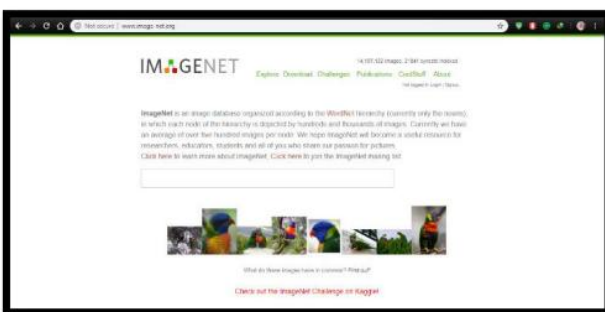 Not secure | www.image-net.org
IMAGENET
14,197,122 images, 21841 synsets indexed
Explore Download Challenges Publications CoolStuff About
Not logged in. Login | Signup
ImageNet is an image database organized according to the WordNet hierarchy (currently only the nouns),
in which each node of the hierarchy is depicted by hundreds and thousands of images. Currently we have
an average of over five hundred images per node. We hope ImageNet will become a useful resource for
researchers, educators, students and all of you who share our passion for pictures.
Click here to learn more about ImageNet, Click here to join the ImageNet mailing list.
What do these images have in common? Find out!
Check out the ImageNet Challenge on Kaggle!